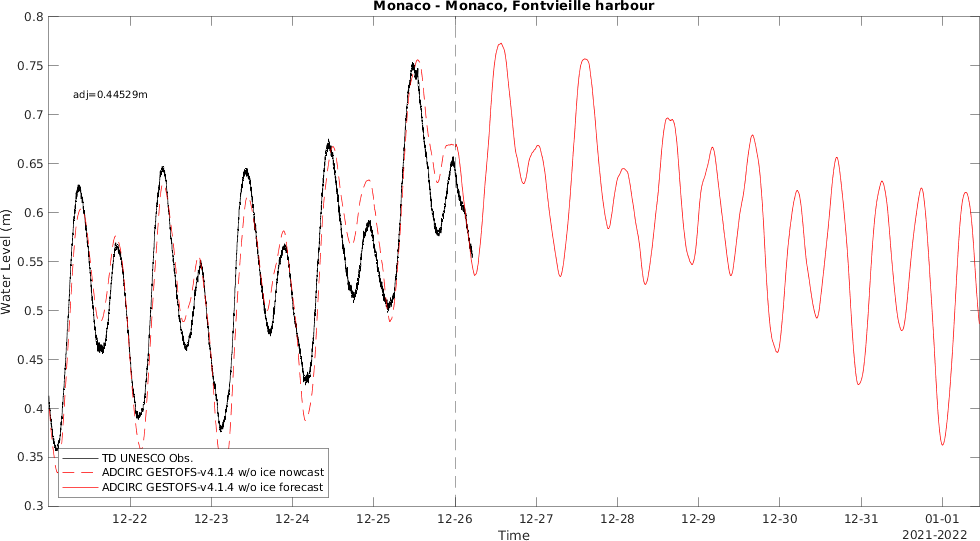 Monaco - Monaco, Fontvieille harbour
0.8
0.75
0.7
0.65
0.6
0.55
0.5
0.45
0.4
0.35
0.3
Water Level (m)
adj=0.44529m
TD UNESCO Obs.
ADCIRC GESTOFS-v4.1.4 w/o ice nowcast
ADCIRC GESTOFS-v4.1.4 w/o ice forecast
12-22 12-23 12-24 12-25 12-26 12-27 12-28 12-29 12-30 12-31 01-01
Time
2021-2022